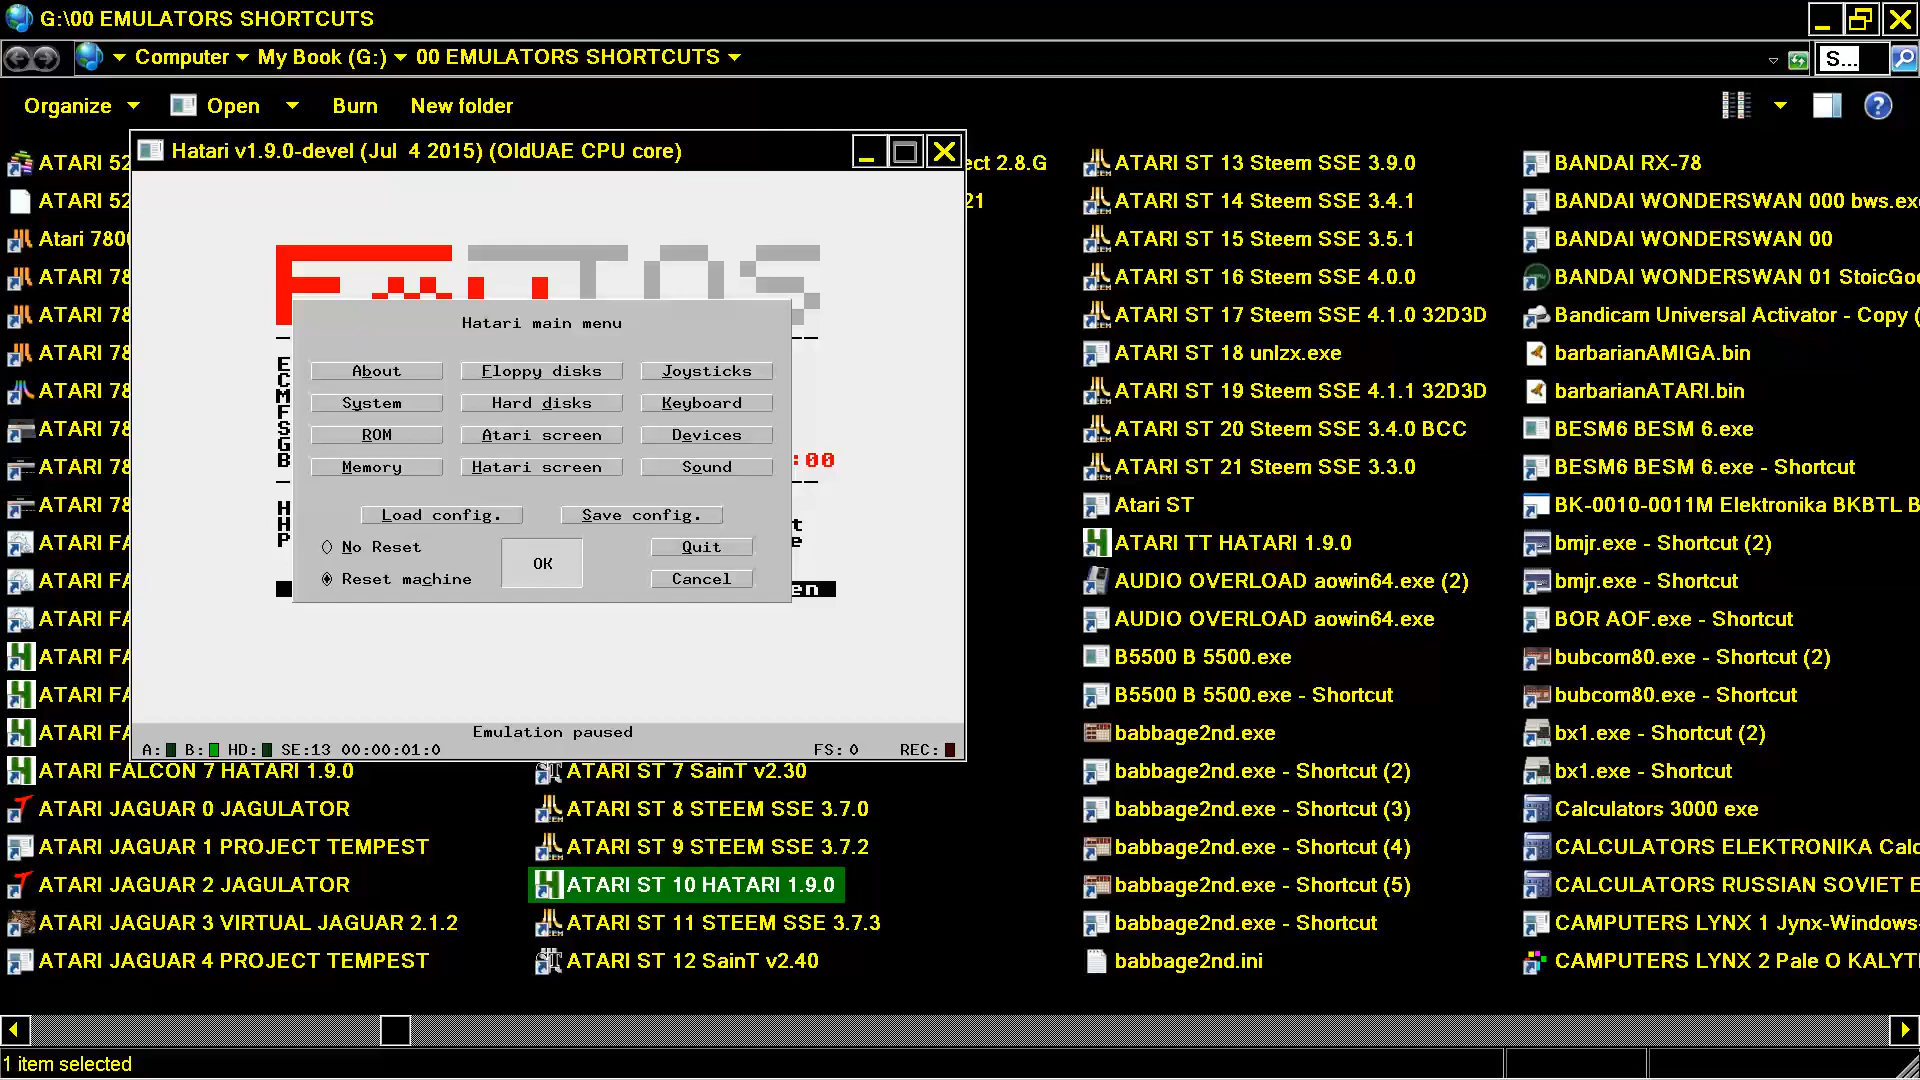 G:\00 EMULATORS SHORTCUTS
Computer My Book (G:) 00 EMULATORS SHORTCUTS
S...
Organize Open Burn New folder
Hatari v1.9.0-devel (Jul 4 2015) (OldUAE CPU core)
EmuTOS
Hatari main menu
About Floppy disks Joysticks
System Hard disks Keyboard
ROM Atari screen Devices
Memory Hatari screen Sound
:00
Load config. Save config.
No Reset
Reset machine
OK
Quit
Cancel
en
Emulation paused
A: B: HD: SE:13 00:00:01:0 FS: 0 REC:
ATARI 52
ATARI 52
Atari 780
ATARI 78
ATARI 78
ATARI 78
ATARI 78
ATARI 78
ATARI 78
ATARI 78
ATARI FA
ATARI FA
ATARI FA
ATARI FA
ATARI FA
ATARI FA
ATARI FALCON 7 HATARI 1.9.0
ATARI JAGUAR 0 JAGULATOR
ATARI JAGUAR 1 PROJECT TEMPEST
ATARI JAGUAR 2 JAGULATOR
ATARI JAGUAR 3 VIRTUAL JAGUAR 2.1.2
ATARI JAGUAR 4 PROJECT TEMPEST
ect 2.8.G
21
ATARI ST 7 SainT v2.30
ATARI ST 8 STEEM SSE 3.7.0
ATARI ST 9 STEEM SSE 3.7.2
ATARI ST 10 HATARI 1.9.0
ATARI ST 11 STEEM SSE 3.7.3
ATARI ST 12 SainT v2.40
ATARI ST 13 Steem SSE 3.9.0
ATARI ST 14 Steem SSE 3.4.1
ATARI ST 15 Steem SSE 3.5.1
ATARI ST 16 Steem SSE 4.0.0
ATARI ST 17 Steem SSE 4.1.0 32D3D
ATARI ST 18 unlzx.exe
ATARI ST 19 Steem SSE 4.1.1 32D3D
ATARI ST 20 Steem SSE 3.4.0 BCC
ATARI ST 21 Steem SSE 3.3.0
Atari ST
ATARI TT HATARI 1.9.0
AUDIO OVERLOAD aowin64.exe (2)
AUDIO OVERLOAD aowin64.exe
B5500 B 5500.exe
B5500 B 5500.exe - Shortcut
babbage2nd.exe
babbage2nd.exe - Shortcut (2)
babbage2nd.exe - Shortcut (3)
babbage2nd.exe - Shortcut (4)
babbage2nd.exe - Shortcut (5)
babbage2nd.exe - Shortcut
babbage2nd.ini
BANDAI RX-78
BANDAI WONDERSWAN 000 bws.exe
BANDAI WONDERSWAN 00
BANDAI WONDERSWAN 01 StoicGo
Bandicam Universal Activator - Copy (
barbarianAMIGA.bin
barbarianATARI.bin
BESM6 BESM 6.exe
BESM6 BESM 6.exe - Shortcut
BK-0010-0011M Elektronika BKBTL B
bmjr.exe - Shortcut (2)
bmjr.exe - Shortcut
BOR AOF.exe - Shortcut
bubcom80.exe - Shortcut (2)
bubcom80.exe - Shortcut
bx1.exe - Shortcut (2)
bx1.exe - Shortcut
Calculators 3000 exe
CALCULATORS ELEKTRONIKA Calc
CALCULATORS RUSSIAN SOVIET E
CAMPUTERS LYNX 1 Jynx-Windows-
CAMPUTERS LYNX 2 Pale O KALYT
1 item selected